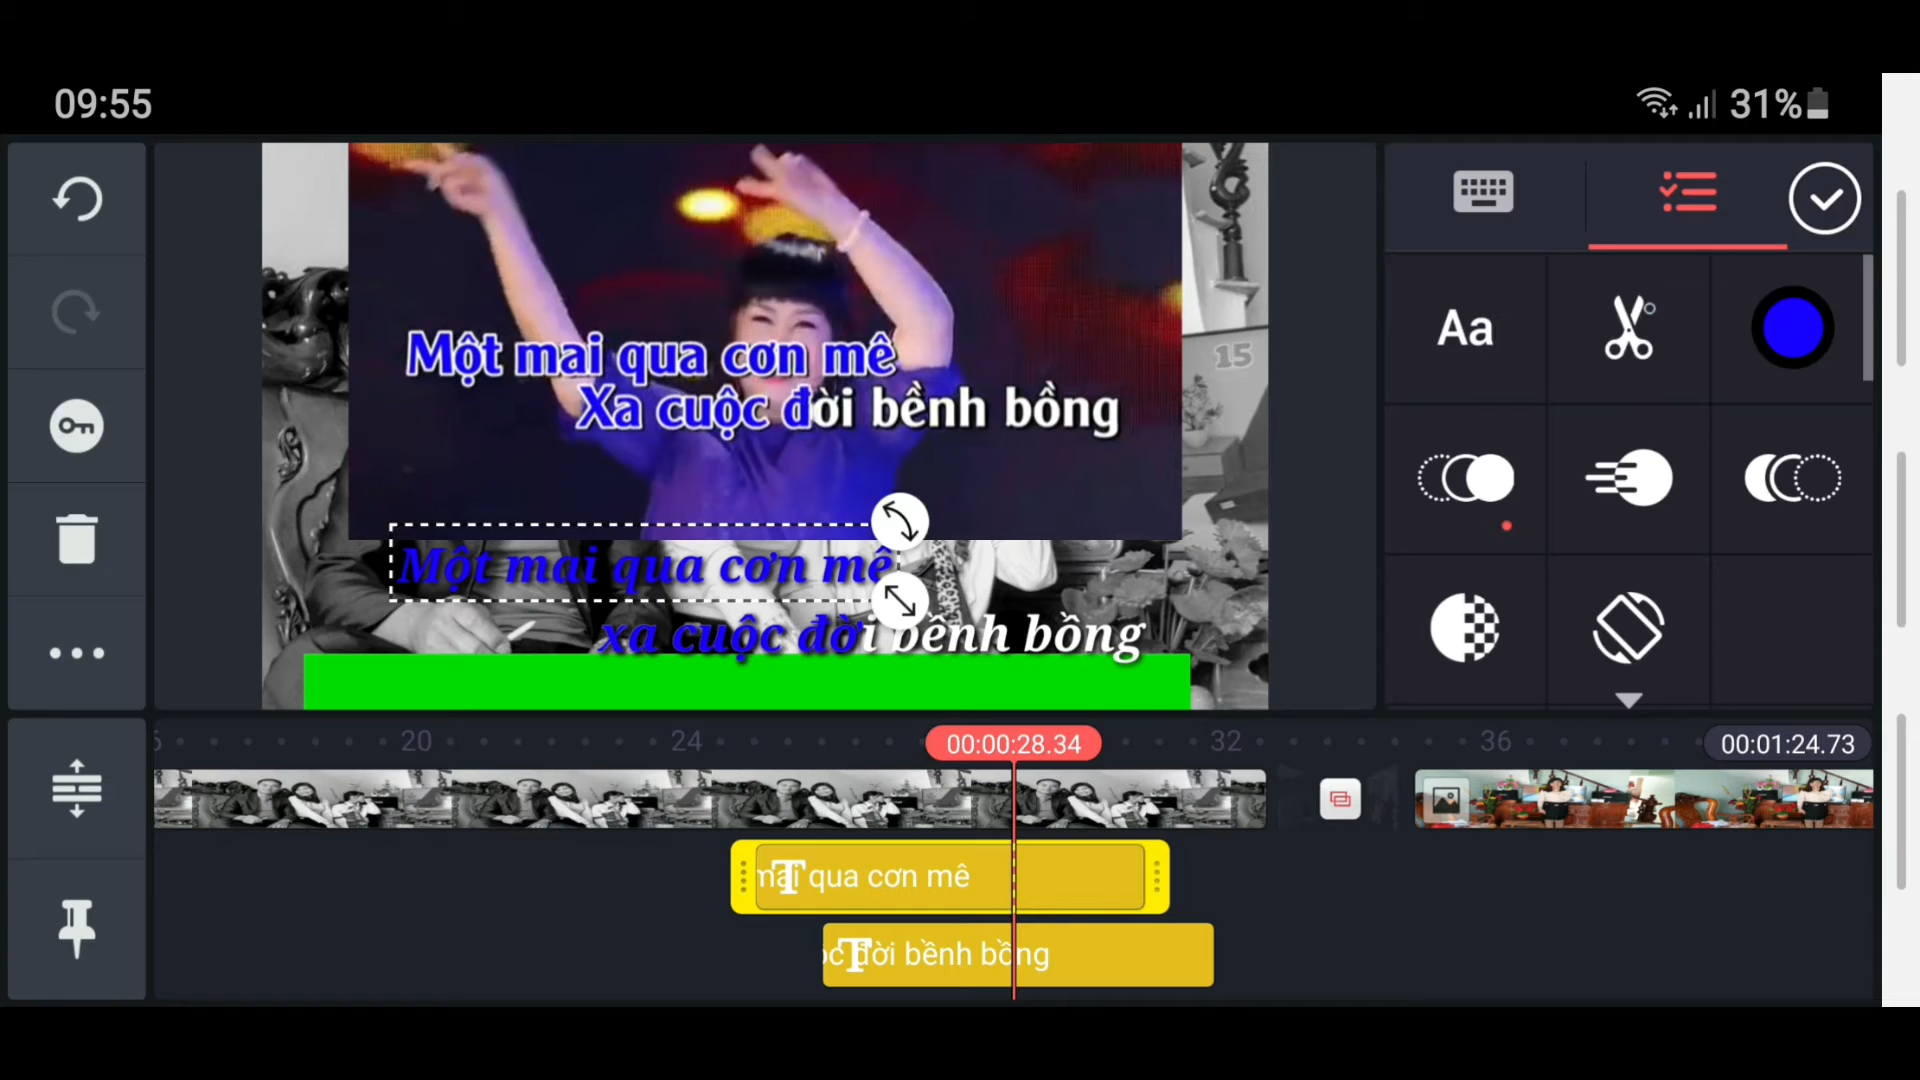 09:55
31%
Aa
15
Một mai qua cơn mê
Xa cuộc đời bềnh bồng
Một mai qua cơn mê
xa cuộc đời bềnh bồng
20
24
00:00:28.34
32
36
00:01:24.73
mai qua cơn mê
đời bềnh bồng